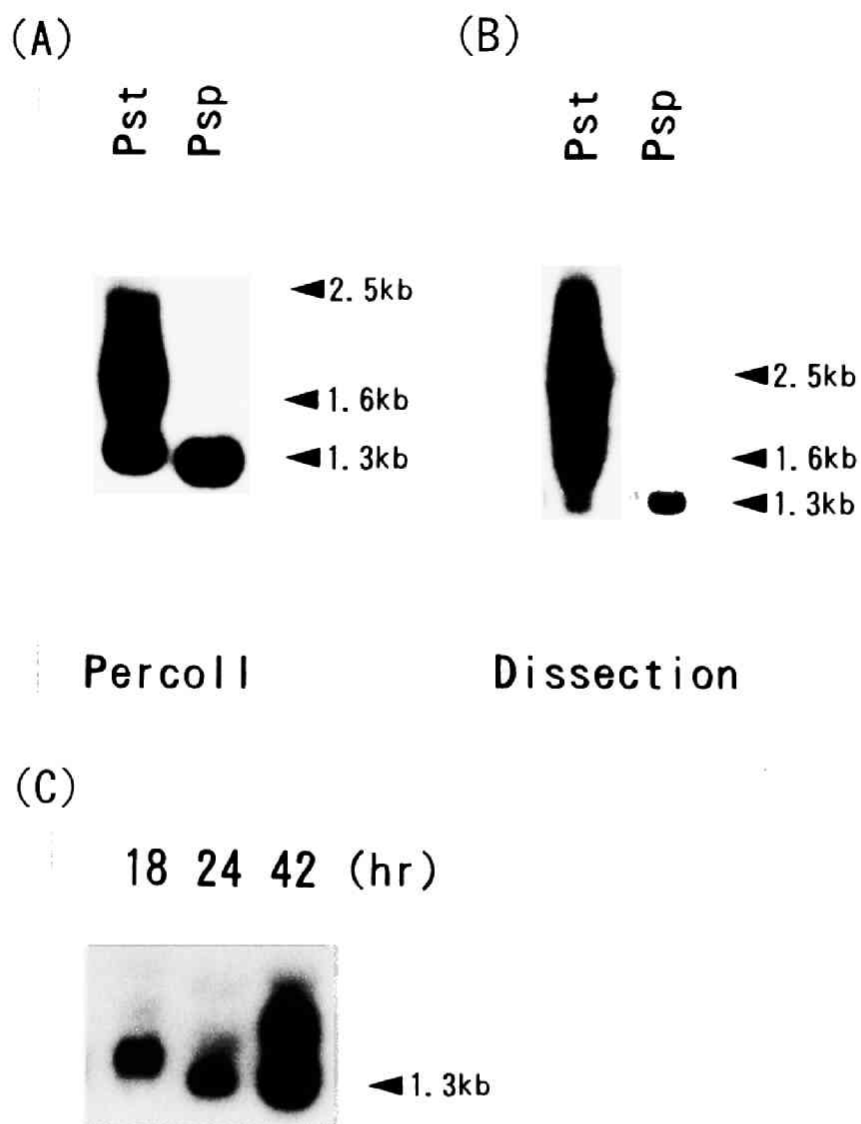 (A)
Pst Psp
2.5kb
1.6kb
1.3kb
Percoll
(B)
Pst Psp
2.5kb
1.6kb
1.3kb
Dissection
(C)
18 24 42 (hr)
1.3kb